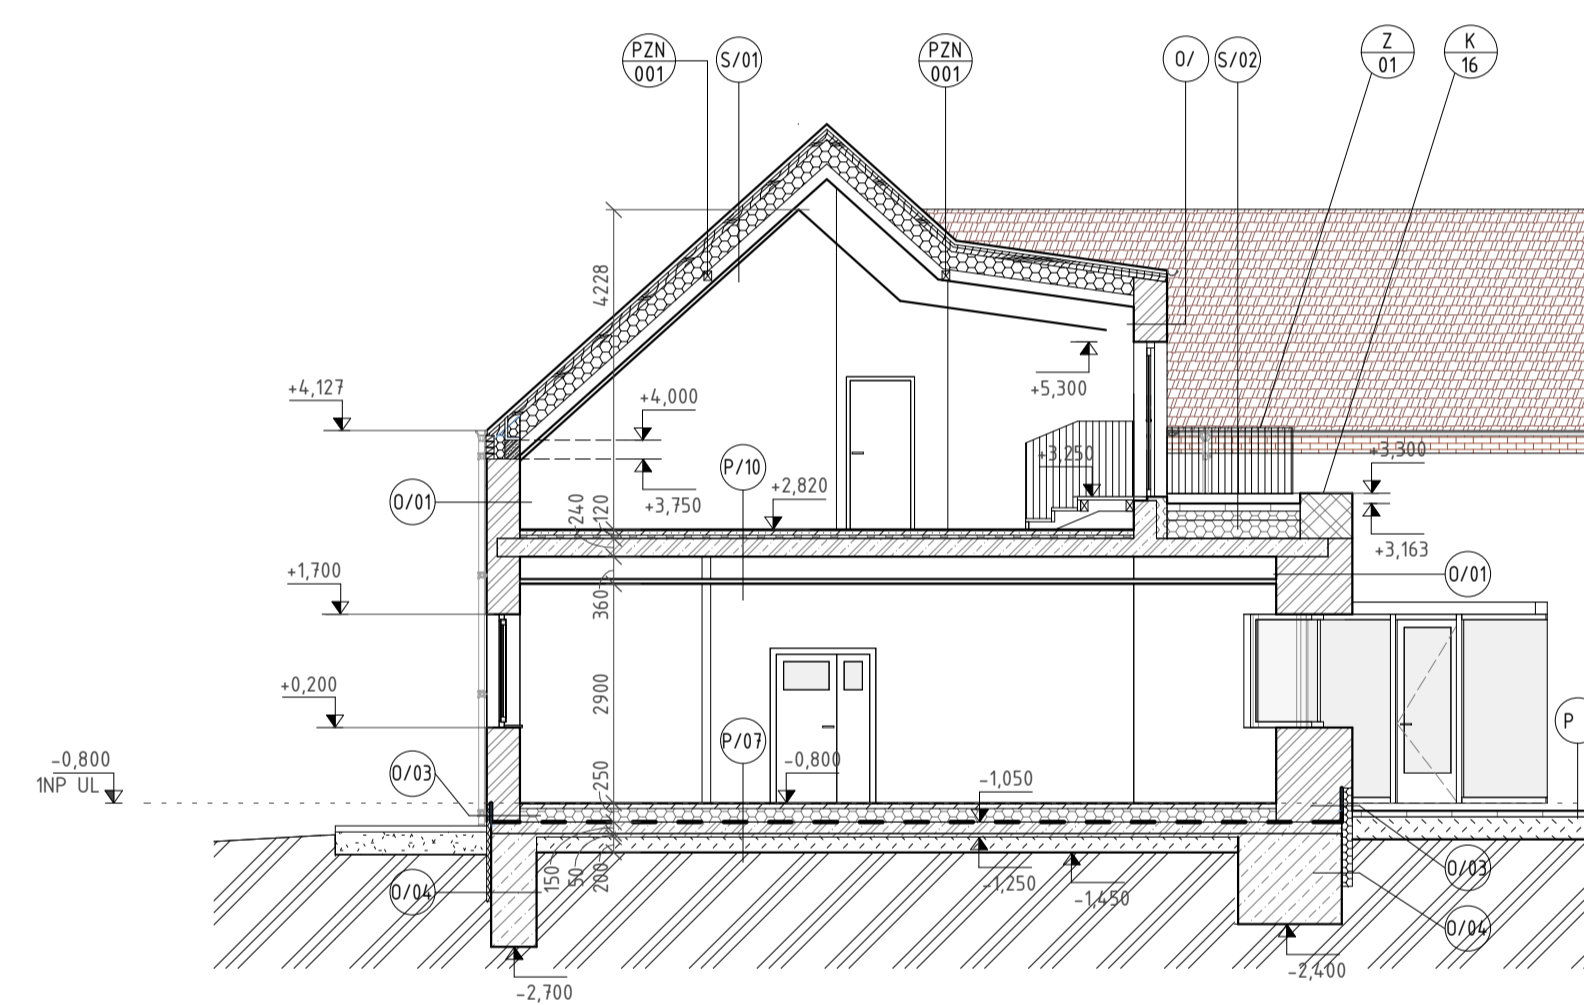 PZN
001
S/01
PZN
001
O/
S/02
Z
01
K
16
4228
+4,127
+4,000
+5,300
P/10
+3,250
+3,300
O/01
+3,750
240
120
+2,820
+3,163
+1,700
360
O/01
+0,200
2900
P/07
P
-0,800
1NP UL
O/03
250
-0,800
-1,050
150
50
200
O/04
-1,250
-1,450
O/03
O/04
-2,700
-2,400